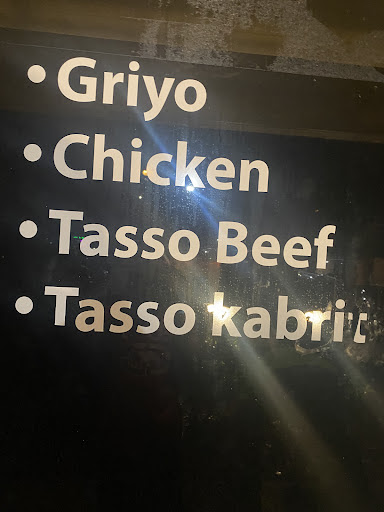 • Griyo
• Chicken
• Tasso Beef
• Tasso kabrit